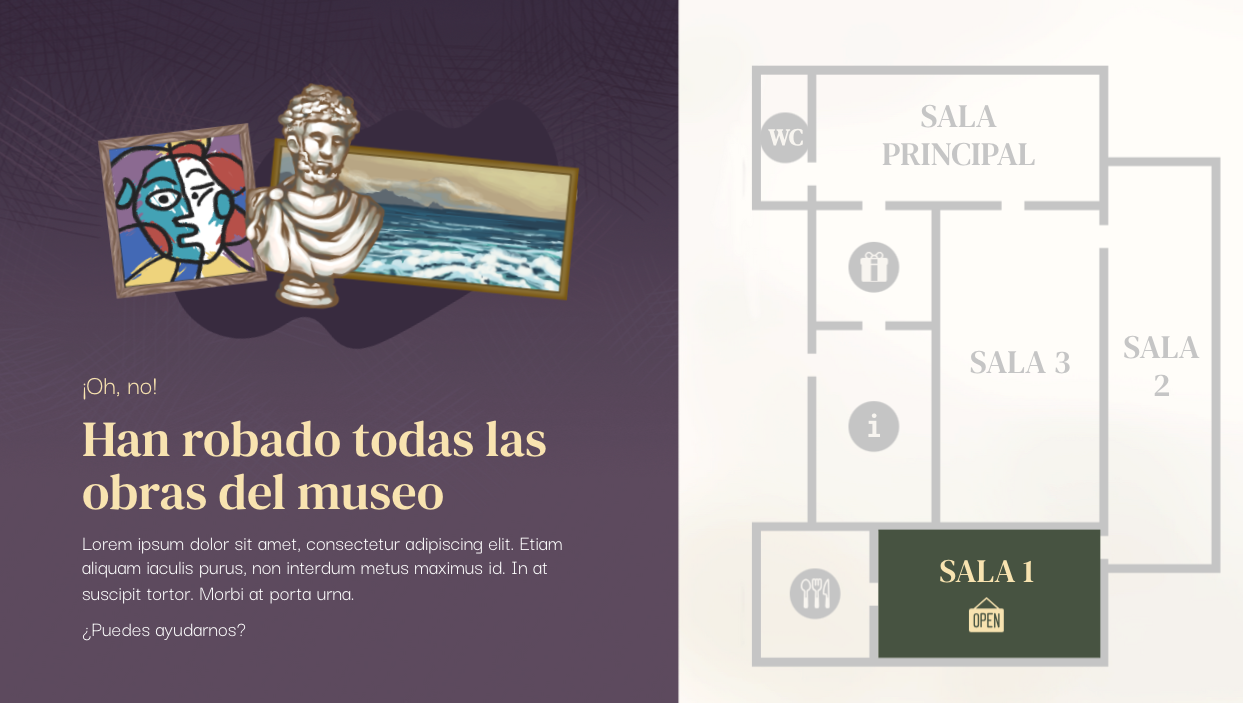 ¡Oh, no!
Han robado todas las
obras del museo
Lorem ipsum dolor sit amet, consectetur adipiscing elit. Etiam
aliquam iaculis purus, non interdum metus maximus id. In at
suscipit tortor. Morbi at porta urna.
¿Puedes ayudarnos?
WC
SALA
PRINCIPAL
SALA 3
SALA
2
i
SALA 1
OPEN